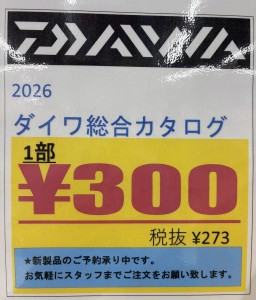 DAIWA
2026
ダイワ総合カタログ
1部
¥300
税抜 ¥273
★新製品のご予約承り中です。
お気軽にスタッフまでご注文をお願い致します。